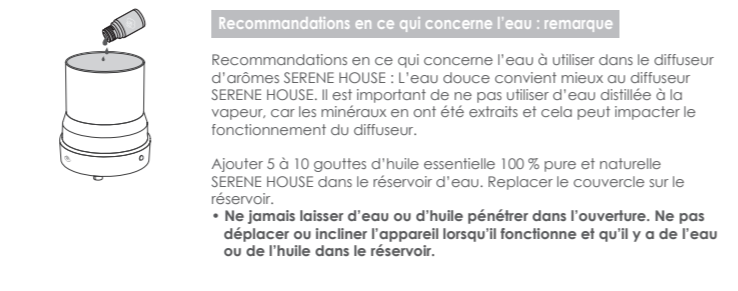 Recommandations en ce qui concerne l’eau : remarque
Recommandations en ce qui concerne l’eau à utiliser dans le diffuseur
d’arômes SERENE HOUSE : L’eau douce convient mieux au diffuseur
SERENE HOUSE. Il est important de ne pas utiliser d’eau distillée à la
vapeur, car les minéraux en ont été extraits et cela peut impacter le
fonctionnement du diffuseur.
Ajouter 5 à 10 gouttes d’huile essentielle 100 % pure et naturelle
SERENE HOUSE dans le réservoir d’eau. Replacer le couvercle sur le
réservoir.
• Ne jamais laisser d’eau ou d’huile pénétrer dans l’ouverture. Ne pas
déplacer ou incliner l’appareil lorsqu’il fonctionne et qu’il y a de l’eau
ou de l’huile dans le réservoir.